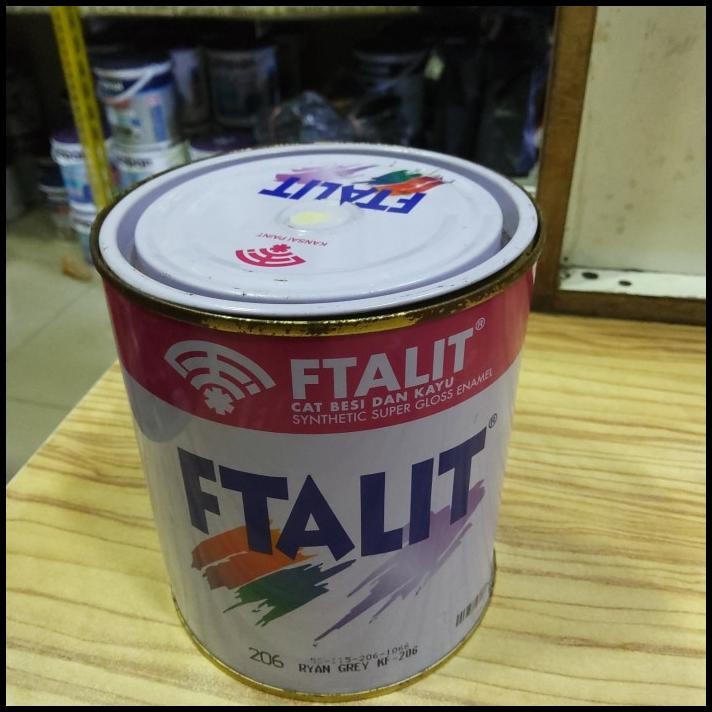 FTALIT
KANSAI PAINT
FTALIT®
CAT BESI DAN KAYU
SYNTHETIC SUPER GLOSS ENAMEL
FTALIT®
206
RYAN GREY KF-206